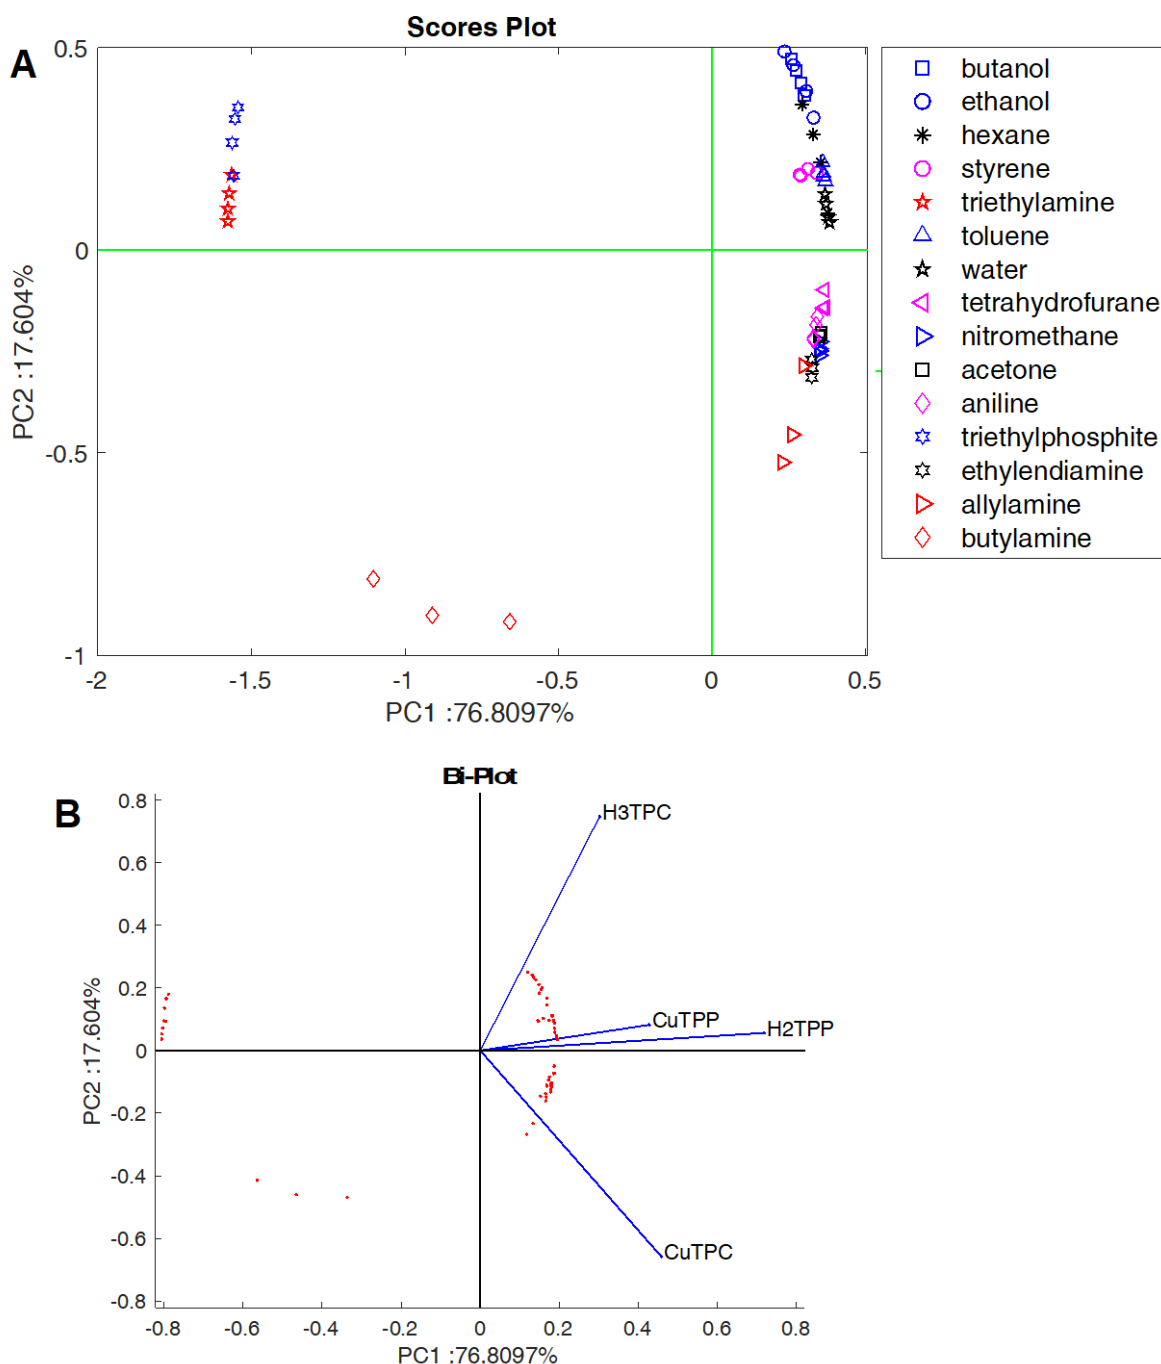 Scores Plot
A
0.5
0
-0.5
-1
PC2 :17.604%
-2
-1.5
-1
-0.5
0
0.5
PC1 :76.8097%
butanol
ethanol
hexane
styrene
triethylamine
toluene
water
tetrahydrofurane
nitromethane
acetone
aniline
triethylphosphite
ethylendiamine
allylamine
butylamine
Bi-Plot
B
0.8
0.6
0.4
0.2
0
-0.2
-0.4
-0.6
-0.8
PC2 :17.604%
H3TPC
CuTPP
H2TPP
CuTPC
-0.8
-0.6
-0.4
-0.2
0
0.2
0.4
0.6
0.8
PC1 :76.8097%